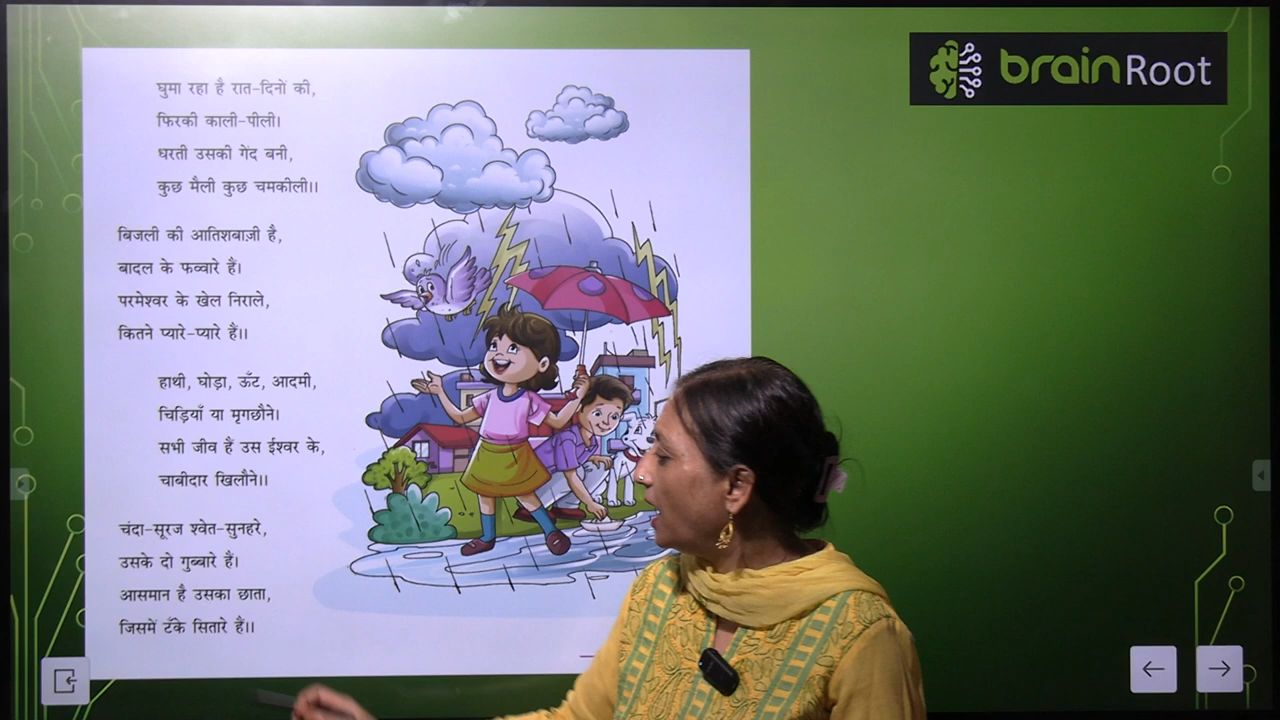 घुमा रहा है रात-दिनों की,
फिरकी काली-पीली।
धरती उसकी गेंद बनी,
कुछ मैली कुछ चमकीली।।
बिजली की आतिशबाज़ी है,
बादल के फव्वारे हैं।
परमेश्वर के खेल निराले,
कितने प्यारे-प्यारे हैं।।
हाथी, घोड़ा, ऊँट, आदमी,
चिड़ियाँ या मृगछौने।
सभी जीव हैं उस ईश्वर के,
चाबीदार खिलौने।।
चंदा-सूरज श्वेत-सुनहरे,
उसके दो गुब्बारे हैं।
आसमान है उसका छाता,
जिसमें टँके सितारे हैं।।
brainRoot